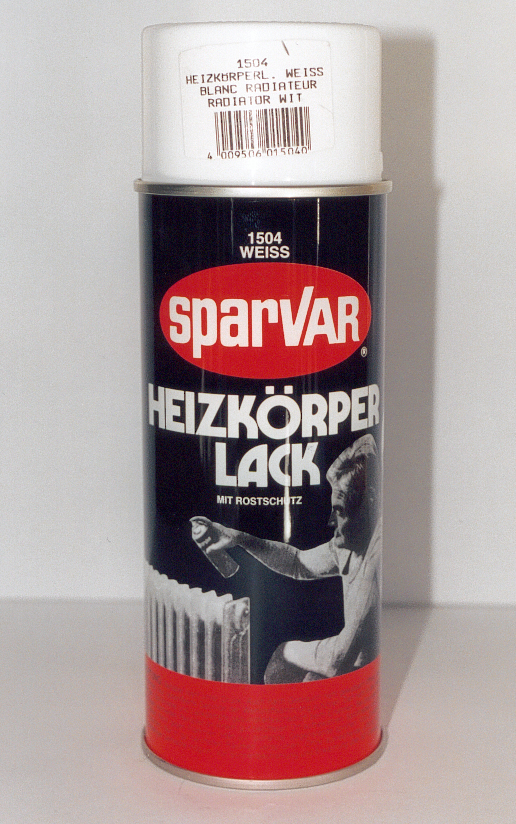 1504
HEIZKÖRPERL. WEISS
BLANC RADIATEUR
RADIATOR WIT
4 009506 015040
1504
WEISS
sparVAR
®
HEIZKÖRPER
LACK
MIT ROSTSCHUTZ